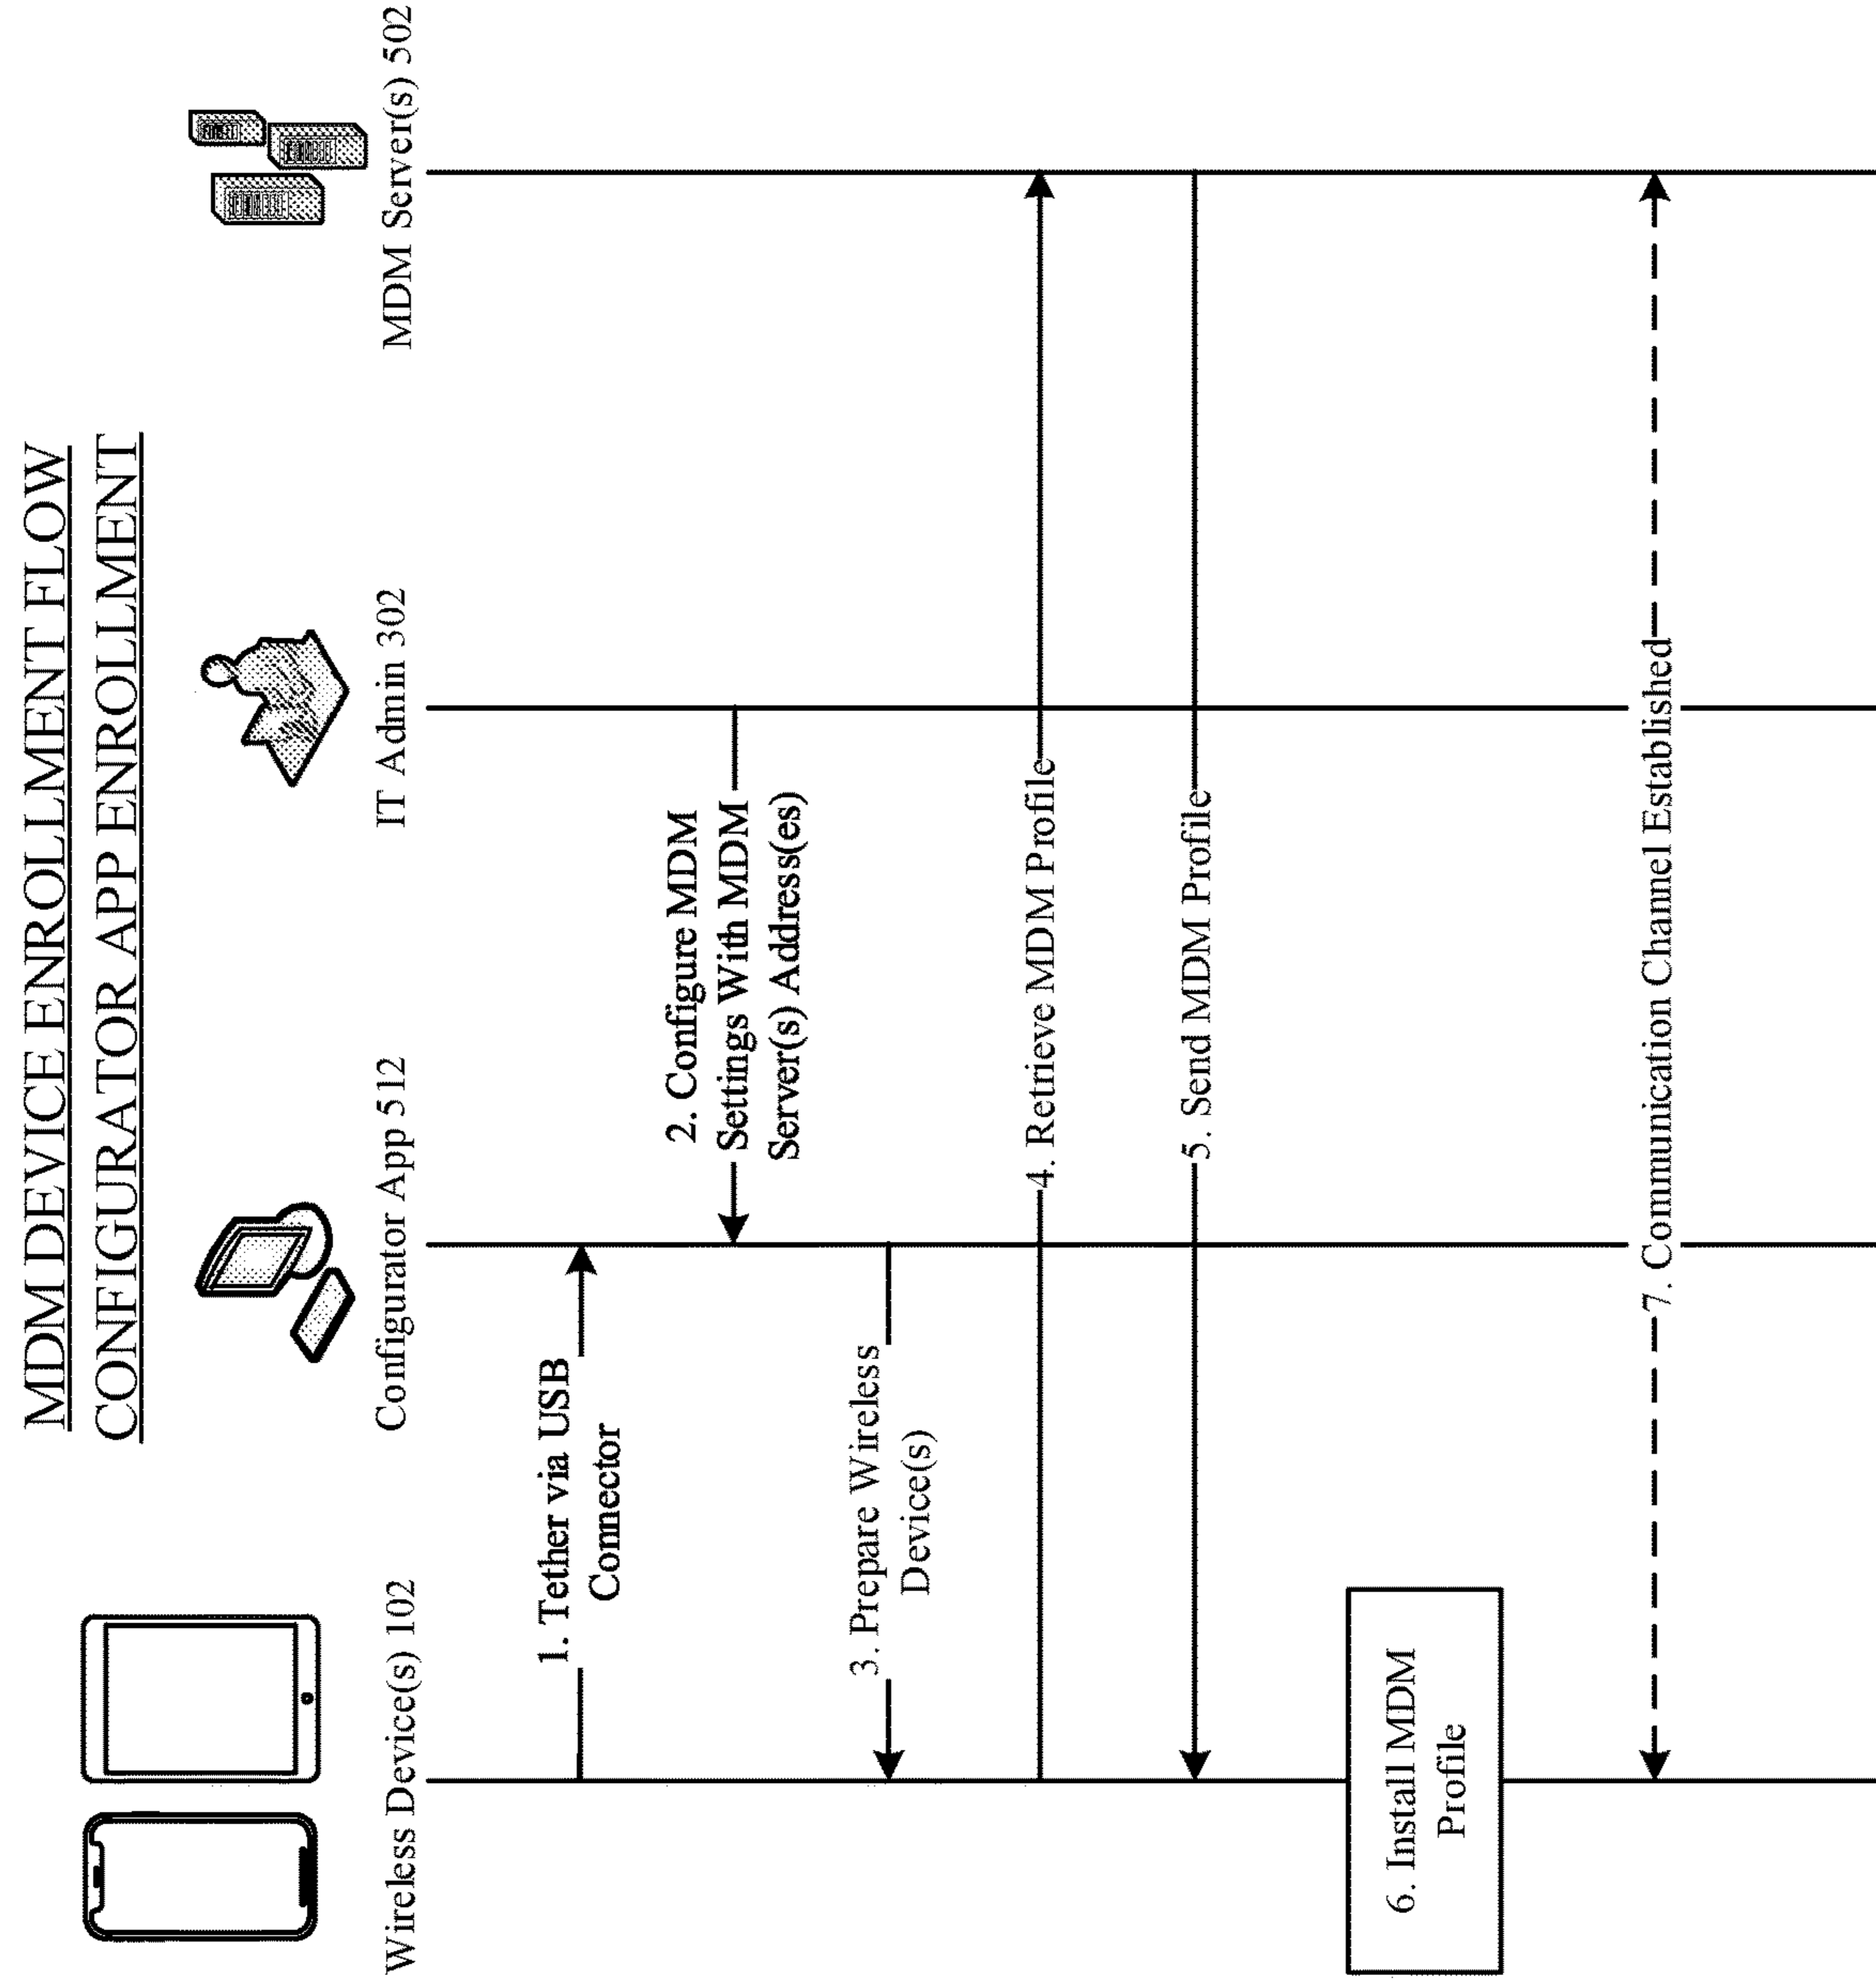 MDM DEVICE ENROLLMENT FLOW
CONFIGURATOR APP ENROLLMENT
Wireless Device(s) 102
Configurator App 512
IT Admin 302
MDM Server(s) 502
1. Tether via USB
Connector
2. Configure MDM
Settings With MDM
Server(s) Address(es)
3. Prepare Wireless
Device(s)
4. Retrieve MDM Profile
5. Send MDM Profile
6. Install MDM
Profile
7. Communication Channel Established